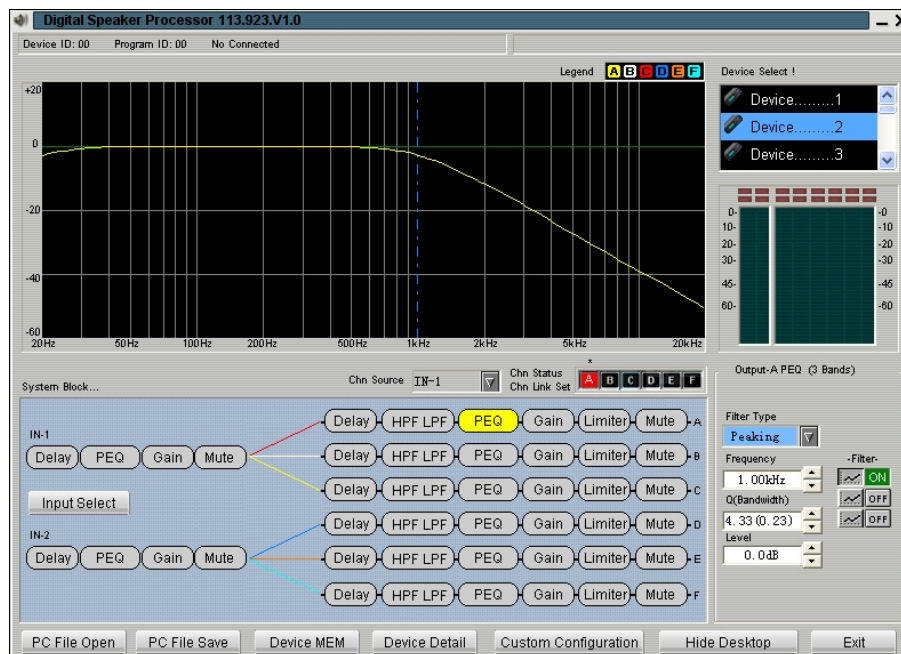 Digital Speaker Processor 113.923.V1.0
Device ID: 00 Program ID: 00 No Connected
Legend A B C D E F
Device Select !
+20
0
-20
-40
-60
20Hz 50Hz 100Hz 200Hz 500Hz 1kHz 2kHz 5kHz 20kHz
Device.........1
Device.........2
Device.........3
0- -0
10- -10
20- -20
30- -30
45- -45
60- -60
System Block...
Chn Source IN-1
Chn Status
Chn Link Set
* A B C D E F
IN-1
Delay PEQ Gain Mute
Input Select
IN-2
Delay PEQ Gain Mute
Delay HPF LPF PEQ Gain Limiter Mute A
Delay HPF LPF PEQ Gain Limiter Mute B
Delay HPF LPF PEQ Gain Limiter Mute C
Delay HPF LPF PEQ Gain Limiter Mute D
Delay HPF LPF PEQ Gain Limiter Mute E
Delay HPF LPF PEQ Gain Limiter Mute F
Output-A PEQ (3 Bands)
Filter Type
Peaking
Frequency
1.00kHz
Q(Bandwidth)
4.33(0.23)
Level
0.0dB
-Filter-
ON
OFF
OFF
PC File Open PC File Save Device MEM Device Detail Custom Configuration Hide Desktop Exit